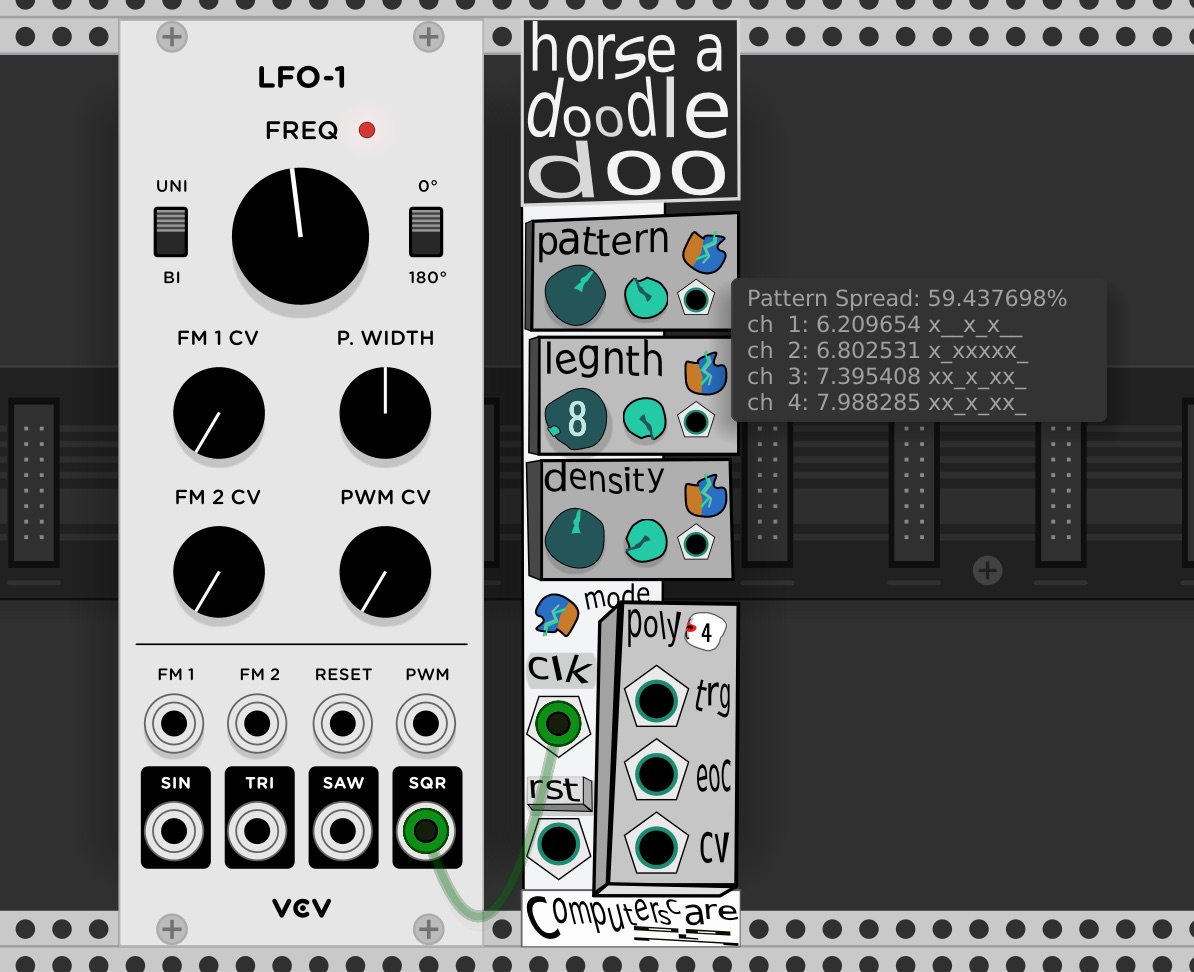 LFO-1
FREQ
UNI
0°
BI
180°
FM 1 CV
P. WIDTH
FM 2 CV
PWM CV
FM 1
FM 2
RESET
PWM
SIN
TRI
SAW
SQR
VCV
horse a
doodle
doo
pattern
Pattern Spread: 59.437698%
ch  1: 6.209654 x__x_x__
ch  2: 6.802531 x_xxxxx_
ch  3: 7.395408 xx_x_xx_
ch  4: 7.988285 xx_x_xx_
legnth
8
density
mode
poly 4
clk
trg
rst
eoc
cv
Computerscare